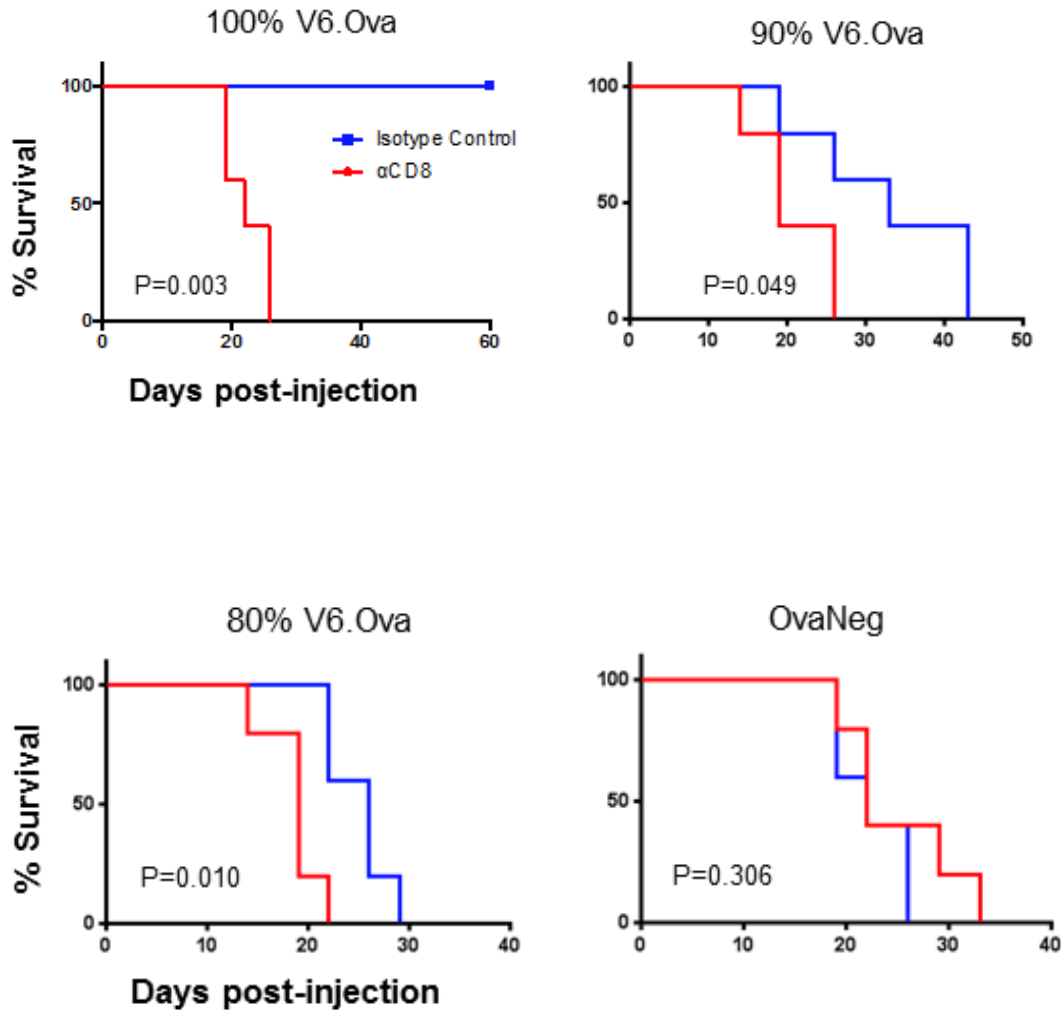 100% V6.Ova
% Survival
100
50
0
Isotype Control
αCD8
P=0.003
0 20 40 60
Days post-injection
90% V6.Ova
100
50
0
P=0.049
0 10 20 30 40 50
80% V6.Ova
% Survival
100
50
0
P=0.010
0 10 20 30 40
Days post-injection
OvaNeg
100
50
0
P=0.306
0 10 20 30 40